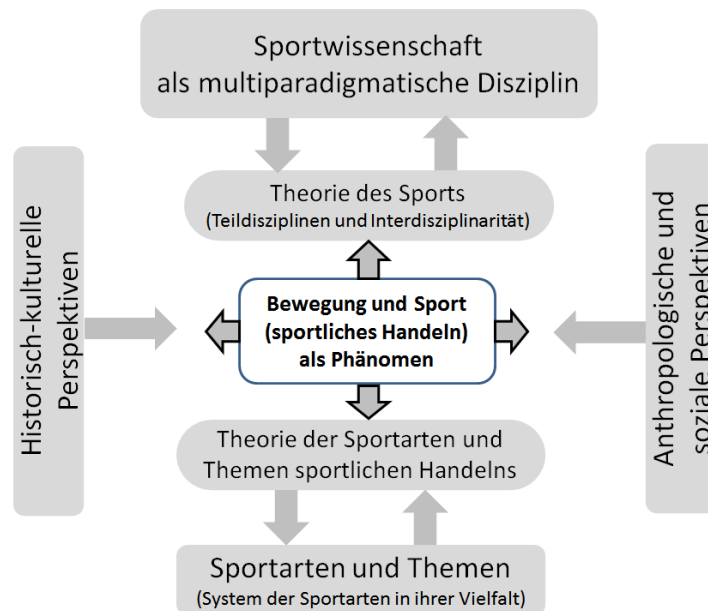 Sportwissenschaft
als multiparadigmatische Disziplin
Theorie des Sports
(Teildisziplinen und Interdisziplinarität)
Historisch-kulturelle
Perspektiven
Bewegung und Sport
(sportliches Handeln)
als Phänomen
Anthropologische und
soziale Perspektiven
Theorie der Sportarten und
Themen sportlichen Handelns
Sportarten und Themen
(System der Sportarten in ihrer Vielfalt)